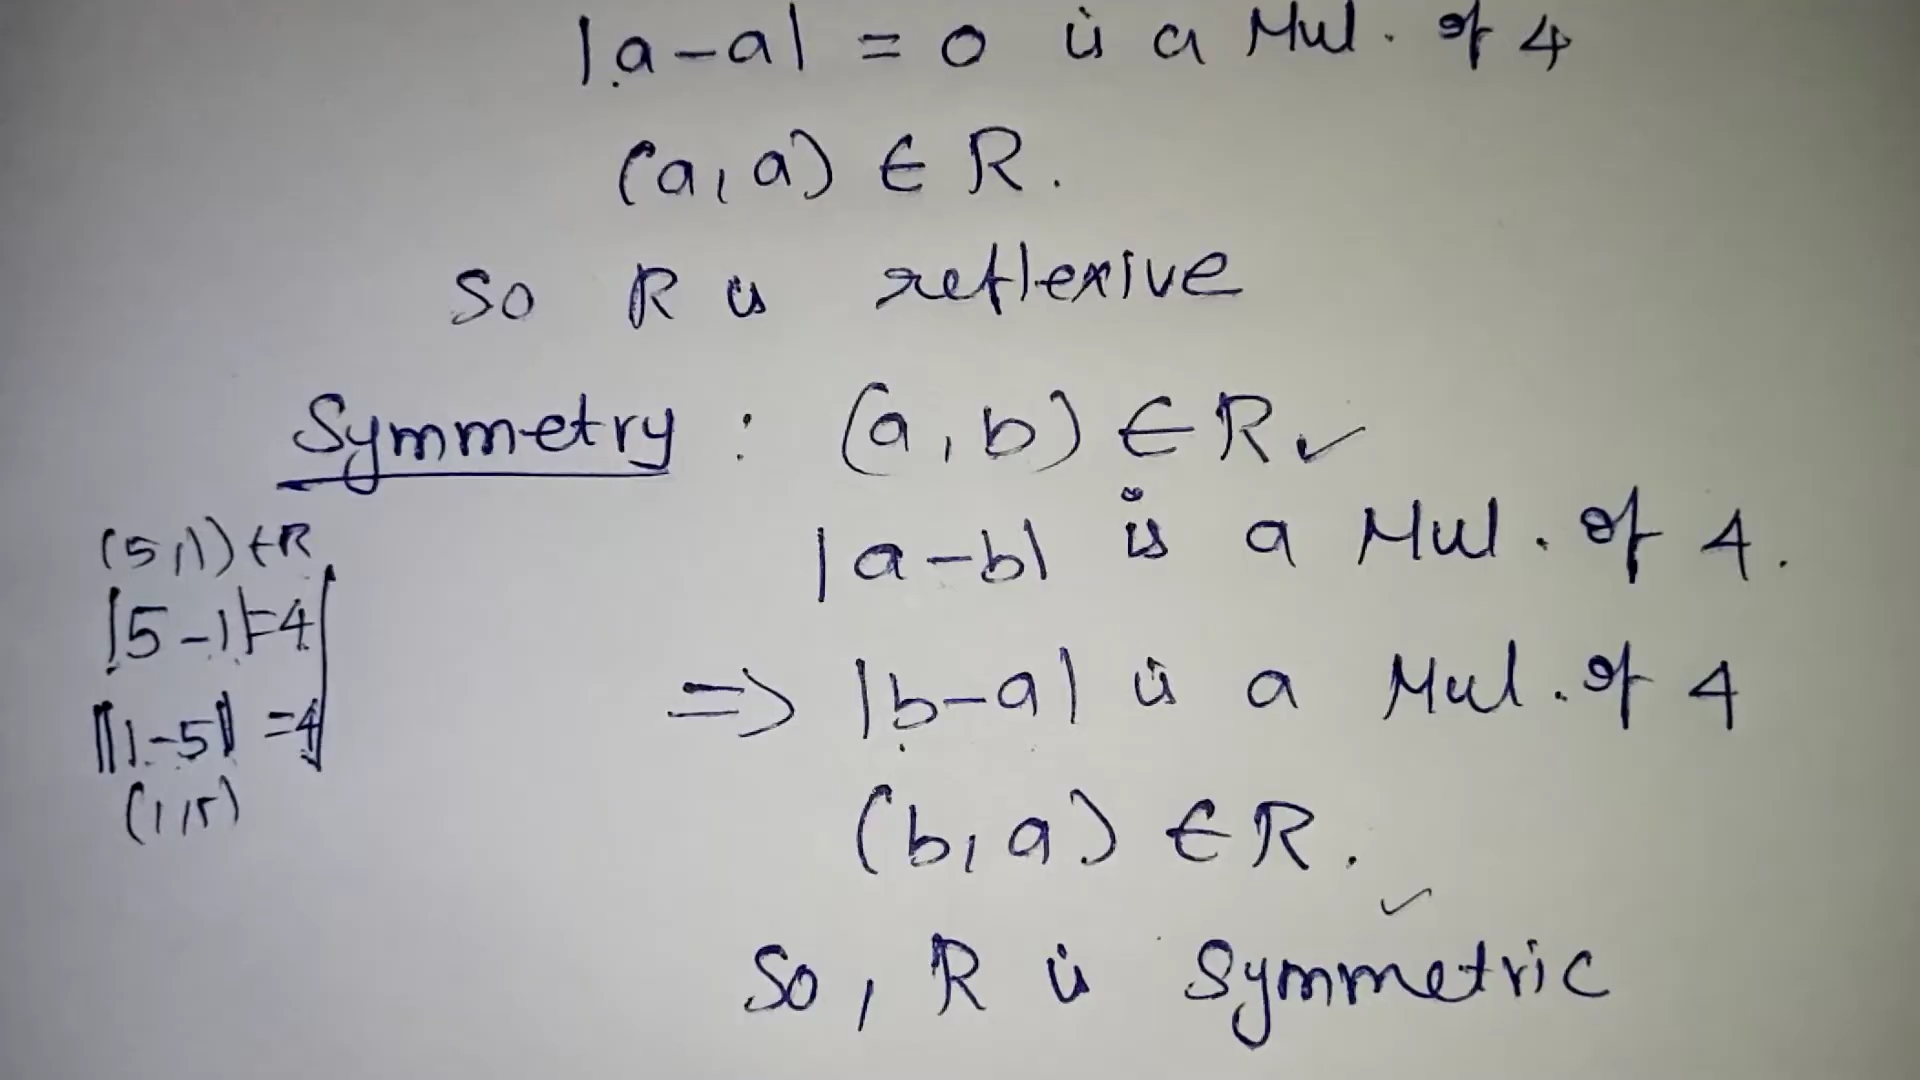 |a-a| = 0 is a Mul. of 4
(a,a) ∈ R.
So R is reflexive
Symmetry : (a,b) ∈ R ✓
|a-b| is a Mul. of 4.
=> |b-a| is a Mul. of 4
(b,a) ∈ R.
So, R is Symmetric ✓
(5,1) ∈ R
|5-1|=4
|1-5| =4
(1,5)